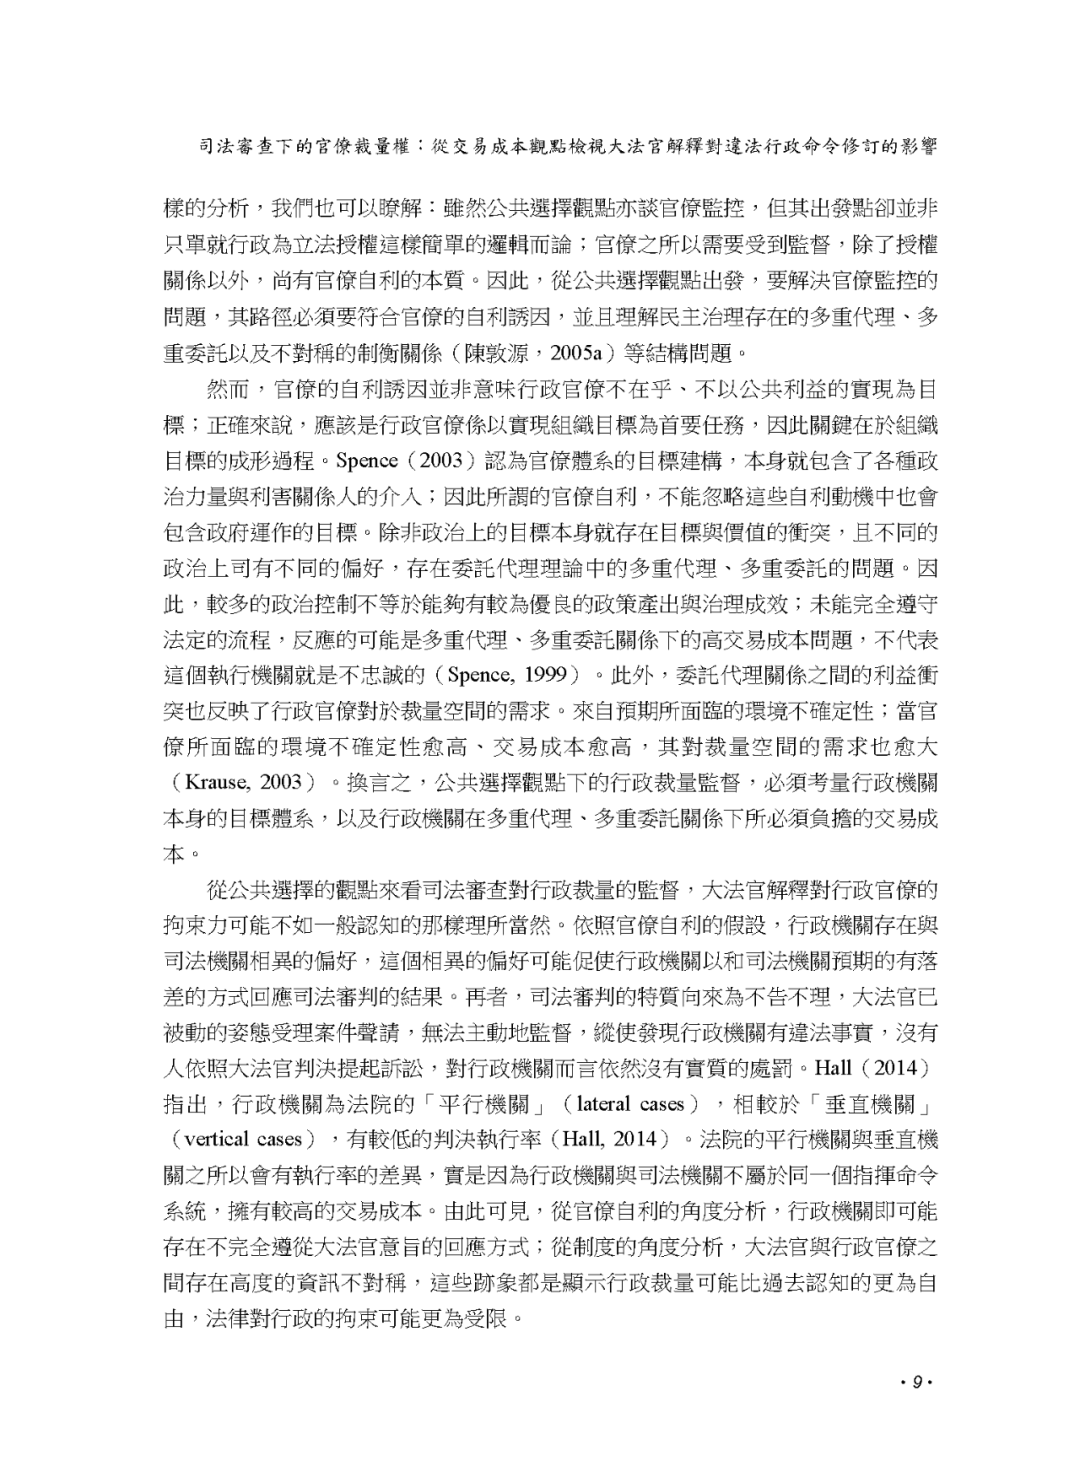 司法審查下的官僚裁量權：從交易成本觀點檢視大法官解釋對違法行政命令修訂的影響
樣的分析，我們也可以瞭解：雖然公共選擇觀點亦談官僚監控，但其出發點卻並非
只單就行政為立法授權這樣簡單的邏輯而論；官僚之所以需要受到監督，除了授權
關係以外，尚有官僚自利的本質。因此，從公共選擇觀點出發，要解決官僚監控的
問題，其路徑必須要符合官僚的自利誘因，並且理解民主治理存在的多重代理、多
重委託以及不對稱的制衡關係（陳敦源，2005a）等結構問題。
然而，官僚的自利誘因並非意味行政官僚不在乎、不以公共利益的實現為目
標；正確來說，應該是行政官僚係以實現組織目標為首要任務，因此關鍵在於組織
目標的成形過程。Spence（2003）認為官僚體系的目標建構，本身就包含了各種政
治力量與利害關係人的介入；因此所謂的官僚自利，不能忽略這些自利動機中也會
包含政府運作的目標。除非政治上的目標本身就存在目標與價值的衝突，且不同的
政治上司有不同的偏好，存在委託代理理論中的多重代理、多重委託的問題。因
此，較多的政治控制不等於能夠有較為優良的政策產出與治理成效；未能完全遵守
法定的流程，反應的可能是多重代理、多重委託關係下的高交易成本問題，不代表
這個執行機關就是不忠誠的（Spence, 1999）。此外，委託代理關係之間的利益衝
突也反映了行政官僚對於裁量空間的需求。來自預期所面臨的環境不確定性；當官
僚所面臨的環境不確定性愈高、交易成本愈高，其對裁量空間的需求也愈大
（Krause, 2003）。換言之，公共選擇觀點下的行政裁量監督，必須考量行政機關
本身的目標體系，以及行政機關在多重代理、多重委託關係下所必須負擔的交易成
本。
從公共選擇的觀點來看司法審查對行政裁量的監督，大法官解釋對行政官僚的
拘束力可能不如一般認知的那樣理所當然。依照官僚自利的假設，行政機關存在與
司法機關相異的偏好，這個相異的偏好可能促使行政機關以和司法機關預期的有落
差的方式回應司法審判的結果。再者，司法審判的特質向來為不告不理，大法官已
被動的姿態受理案件聲請，無法主動地監督，縱使發現行政機關有違法事實，沒有
人依照大法官判決提起訴訟，對行政機關而言依然沒有實質的處罰。Hall（2014）
指出，行政機關為法院的「平行機關」（lateral cases），相較於「垂直機關」
（vertical cases），有較低的判決執行率（Hall, 2014）。法院的平行機關與垂直機
關之所以會有執行率的差異，實是因為行政機關與司法機關不屬於同一個指揮命令
系統，擁有較高的交易成本。由此可見，從官僚自利的角度分析，行政機關即可能
存在不完全遵從大法官意旨的回應方式；從制度的角度分析，大法官與行政官僚之
間存在高度的資訊不對稱，這些跡象都是顯示行政裁量可能比過去認知的更為自
由，法律對行政的拘束可能更為受限。
・9・